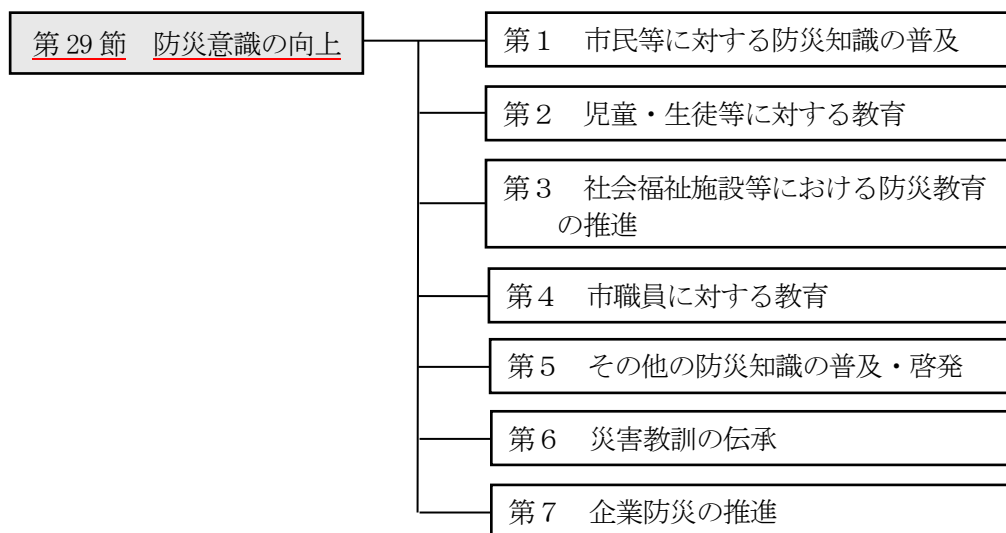 第 29 節　防災意識の向上
第１　市民等に対する防災知識の普及
第２　児童・生徒等に対する教育
第３　社会福祉施設等における防災教育
の推進
第４　市職員に対する教育
第５　その他の防災知識の普及・啓発
第６　災害教訓の伝承
第７　企業防災の推進